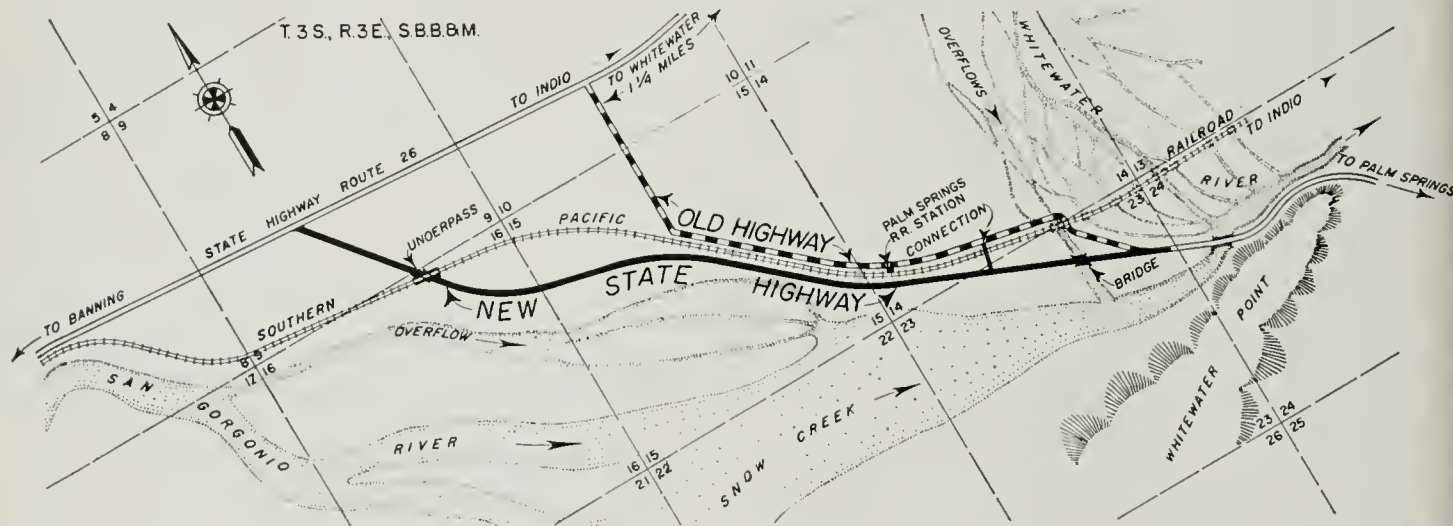 T. 3 S., R. 3 E., S.B.B.&M.
5 4
8 9
TO INDIO
TO WHITEWATER
1 1/4 MILES
10 11
15 14
OVERFLOWS
WHITEWATER
RAILROAD
TO INDIO
STATE HIGHWAY ROUTE 26
9 10
16 15
UNDERPASS
PACIFIC
OLD HIGHWAY
PALM SPRINGS
R.R. STATION
CONNECTION
14 13
23 24
RIVER
TO PALM SPRINGS
TO BANNING
SOUTHERN
NEW STATE HIGHWAY
BRIDGE
OVERFLOW
15 14
22 23
8 9
17 16
SAN GORGONIO
RIVER
SNOW CREEK
WHITEWATER POINT
16 15
21 22
23 24
26 25